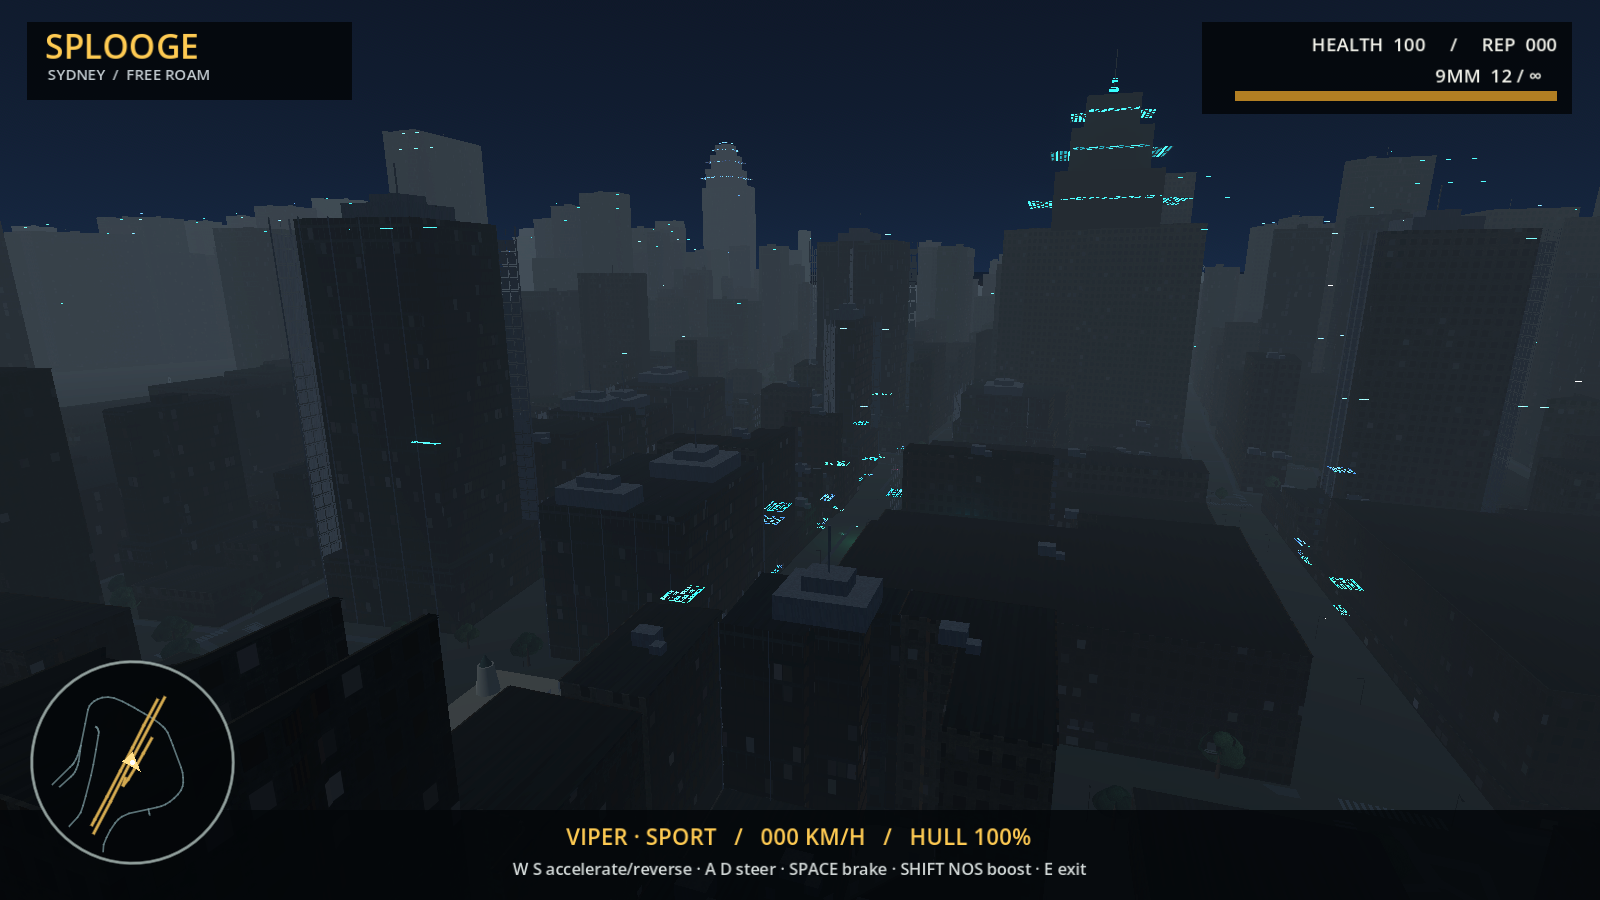 SPLOOGE
SYDNEY / FREE ROAM
HEALTH 100 / REP 000
9MM 12 / ∞
VIPER · SPORT / 000 KM/H / HULL 100%
W S accelerate/reverse · A D steer · SPACE brake · SHIFT NOS boost · E exit